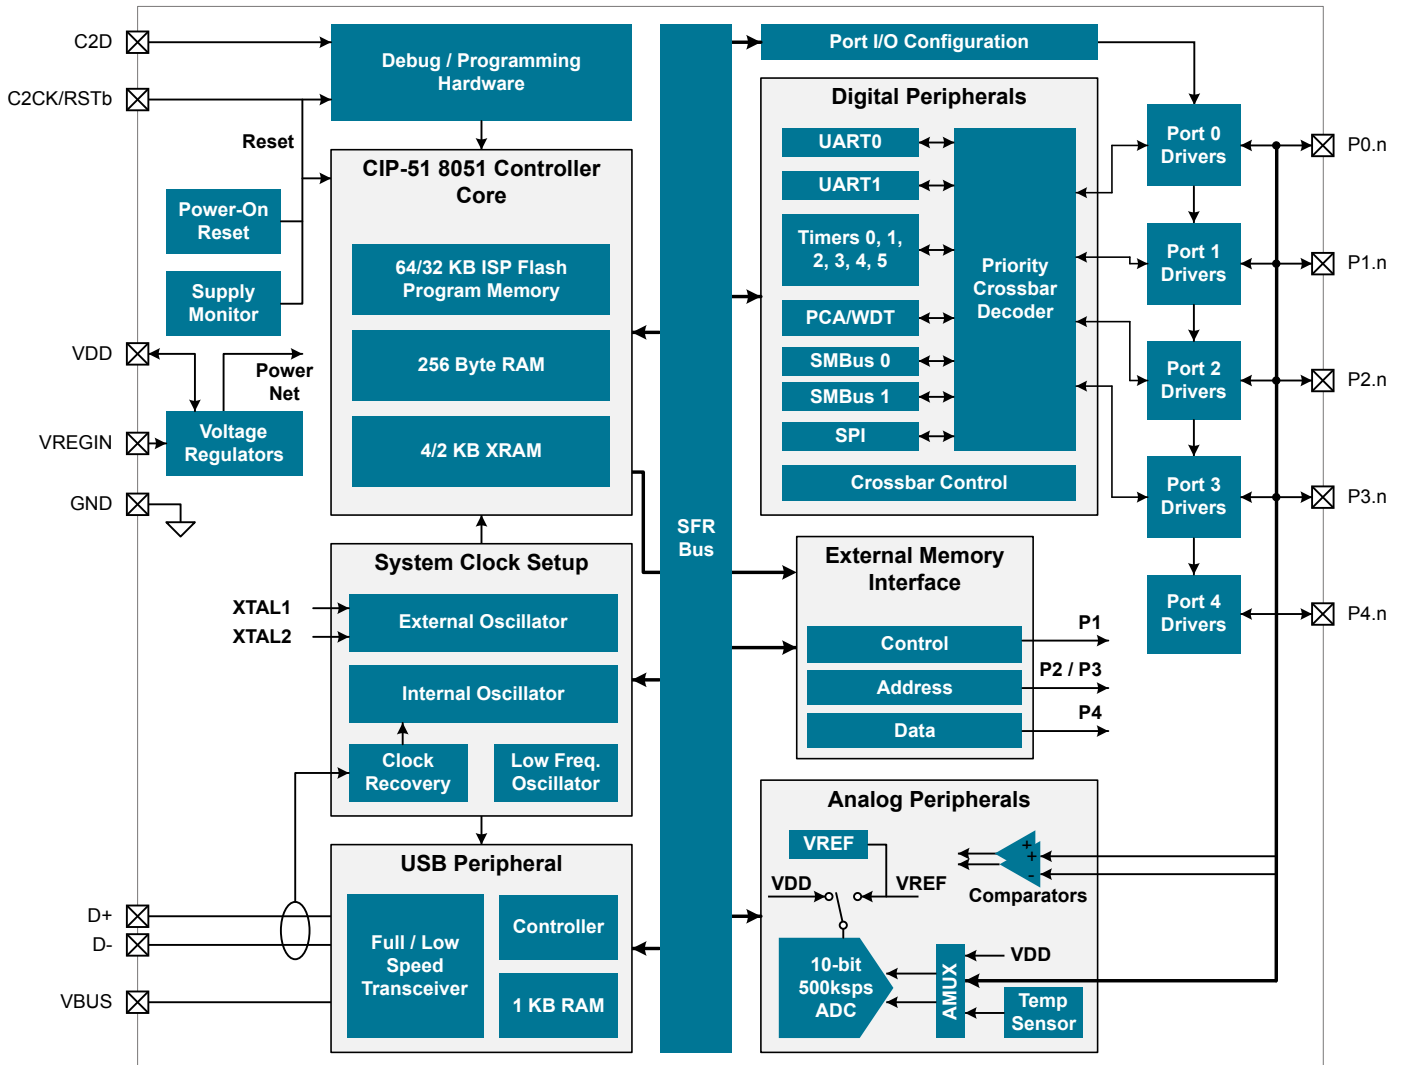 C2D
C2CK/RSTb
Debug / Programming
Hardware
Reset
Power-On
Reset
Supply
Monitor
VDD
Power
Net
VREGIN
Voltage
Regulators
GND
CIP-51 8051 Controller
Core
64/32 KB ISP Flash
Program Memory
256 Byte RAM
4/2 KB XRAM
System Clock Setup
XTAL1
XTAL2
External Oscillator
Internal Oscillator
Clock
Recovery
Low Freq.
Oscillator
USB Peripheral
D+
D-
VBUS
Full / Low
Speed
Transceiver
Controller
1 KB RAM
SFR
Bus
Port I/O Configuration
Digital Peripherals
UART0
UART1
Timers 0, 1,
2, 3, 4, 5
PCA/WDT
SMBus 0
SMBus 1
SPI
Priority
Crossbar
Decoder
Crossbar Control
Port 0
Drivers
Port 1
Drivers
Port 2
Drivers
Port 3
Drivers
Port 4
Drivers
P0.n
P1.n
P2.n
P3.n
P4.n
External Memory
Interface
Control
Address
Data
P1
P2 / P3
P4
Analog Peripherals
VREF
VDD
VREF
+
+
-
Comparators
10-bit
500ksps
ADC
AMUX
VDD
Temp
Sensor